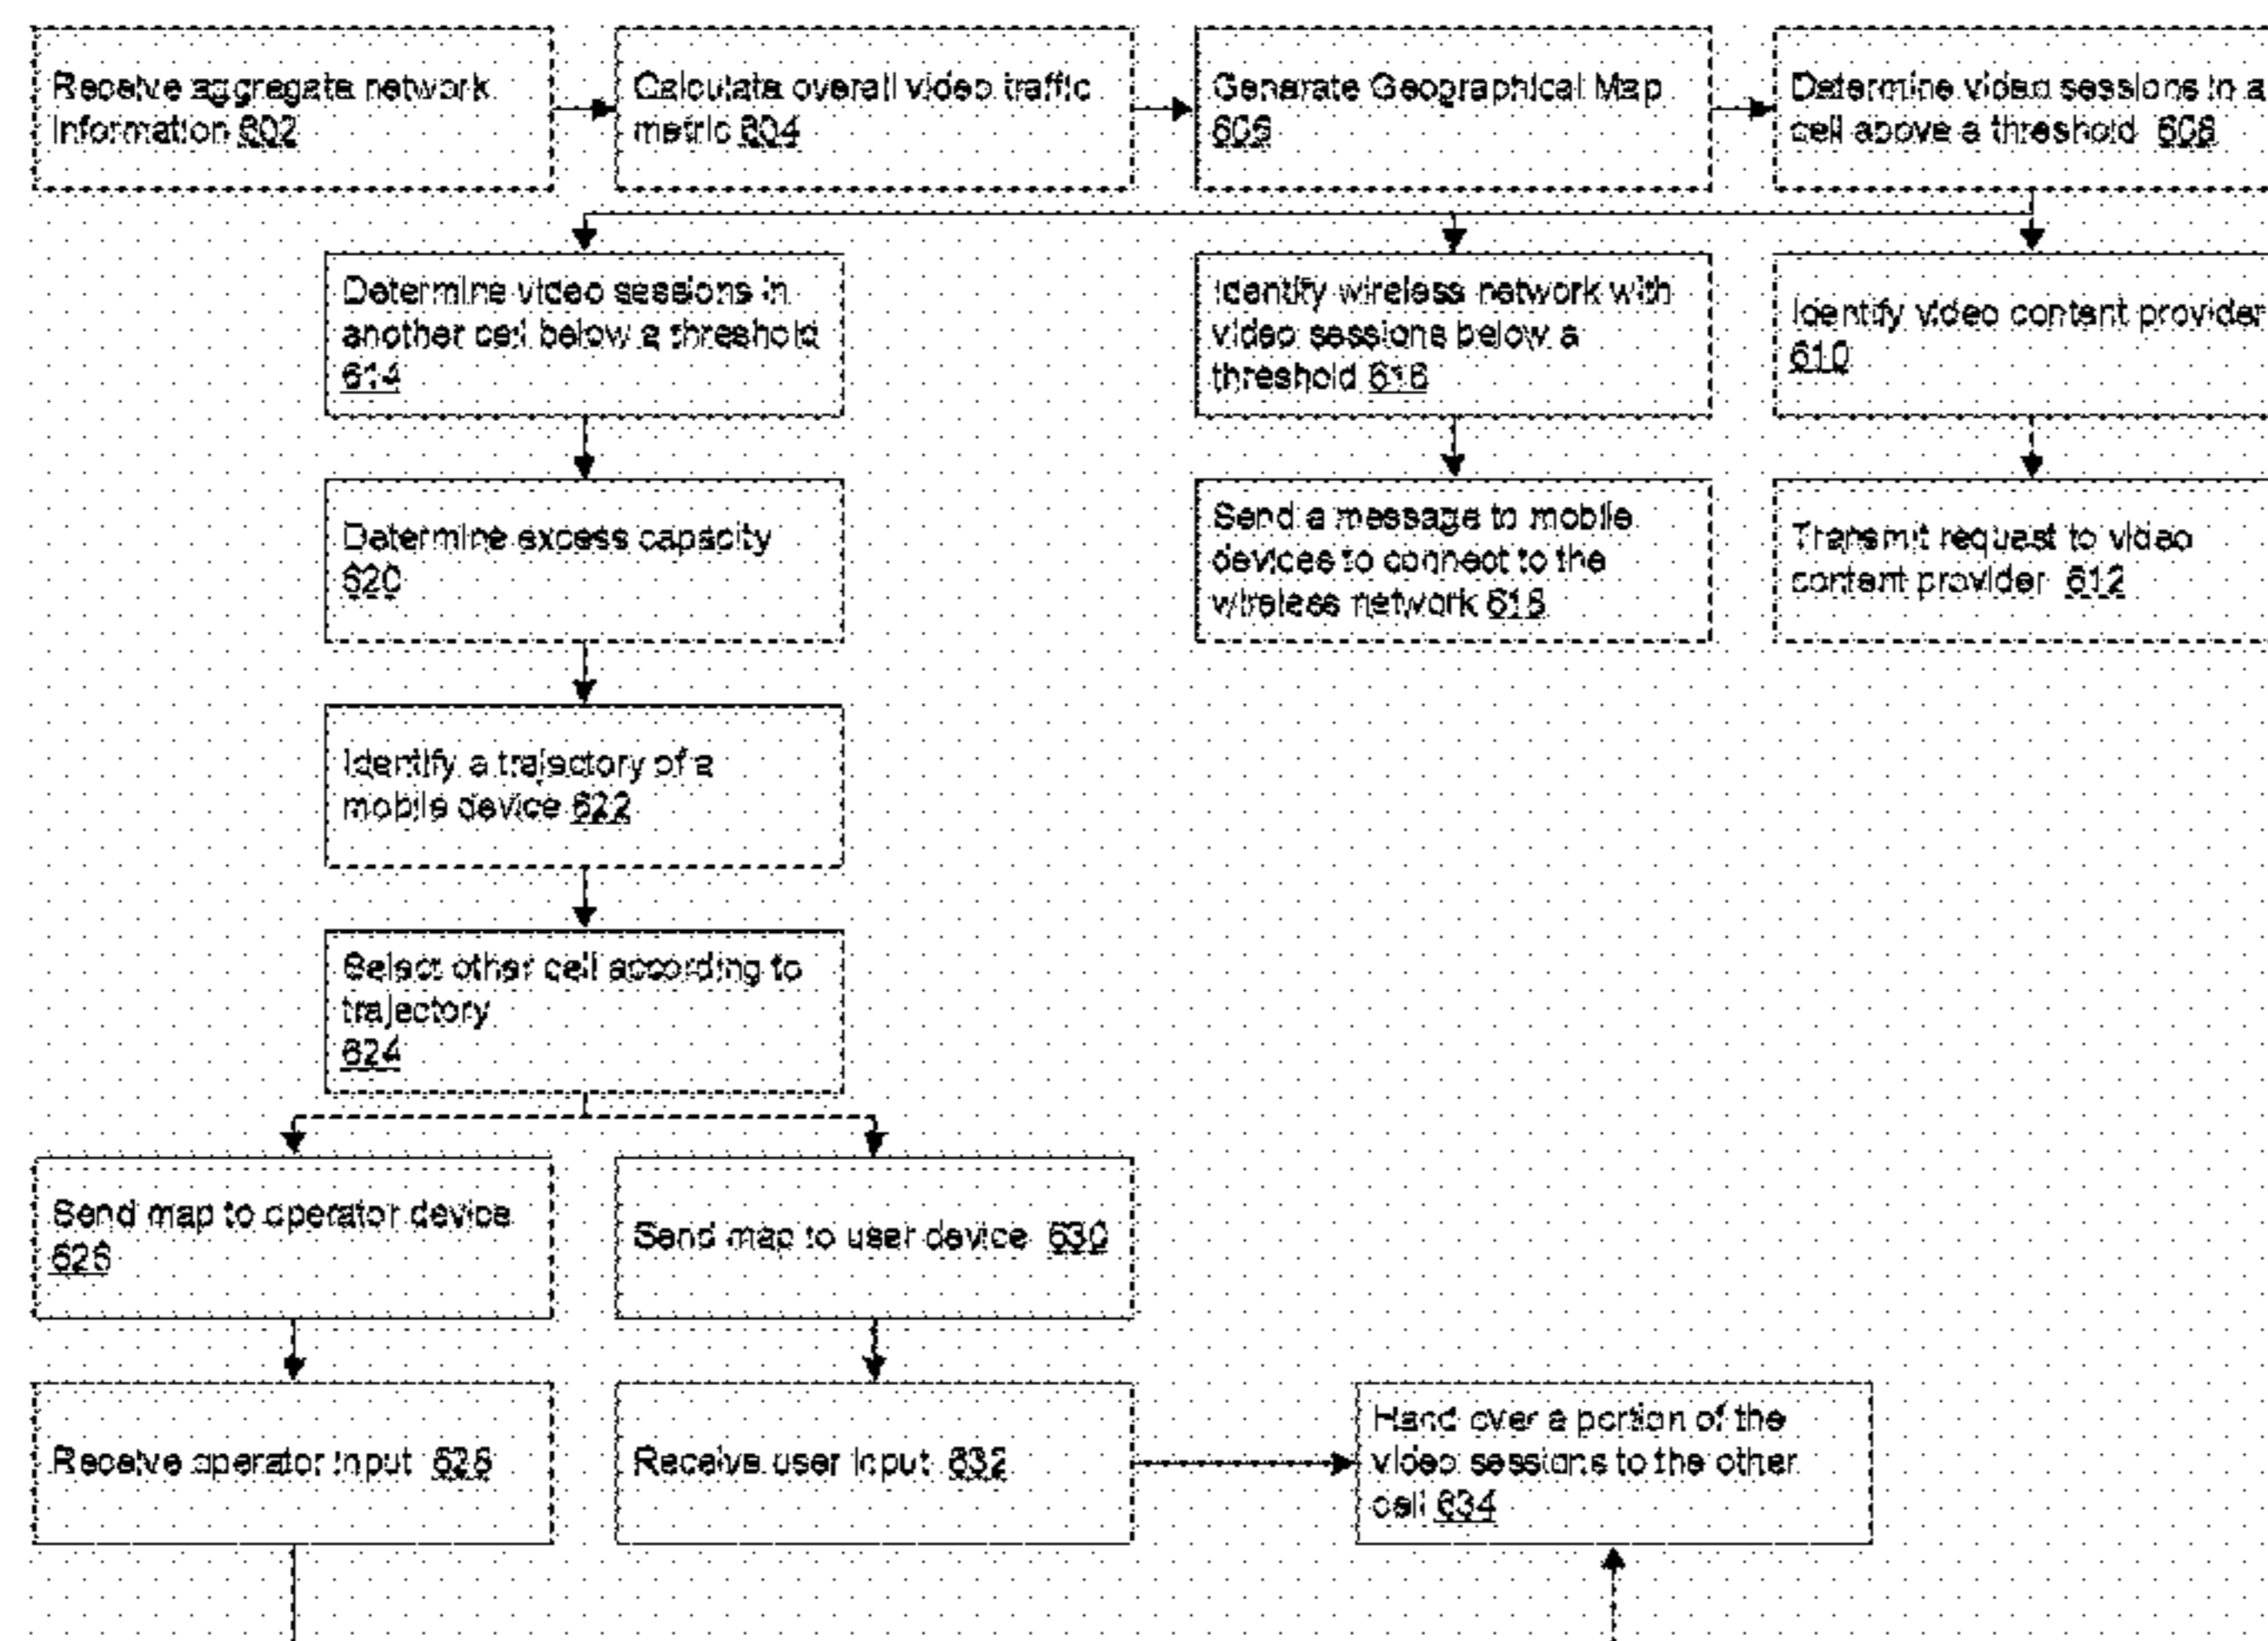 Receive aggregate network
Information 602
Calculate overall video traffic
metric 604
Generate Geographical Map
606
Determine video sessions in a
cell above a threshold 608
Determine video sessions in
another cell below a threshold
614
Identify wireless network with
video sessions below a
threshold 616
Identify video content provider
610
Determine excess capacity
620
Send a message to mobile
devices to connect to the
wireless network 618
Transmit request to video
content provider 612
Identify a trajectory of a
mobile device 622
Select other cell according to
trajectory
624
Send map to operator device
626
Send map to user device 630
Receive operator input 628
Receive user input 632
Hand over a portion of the
video sessions to the other
cell 634